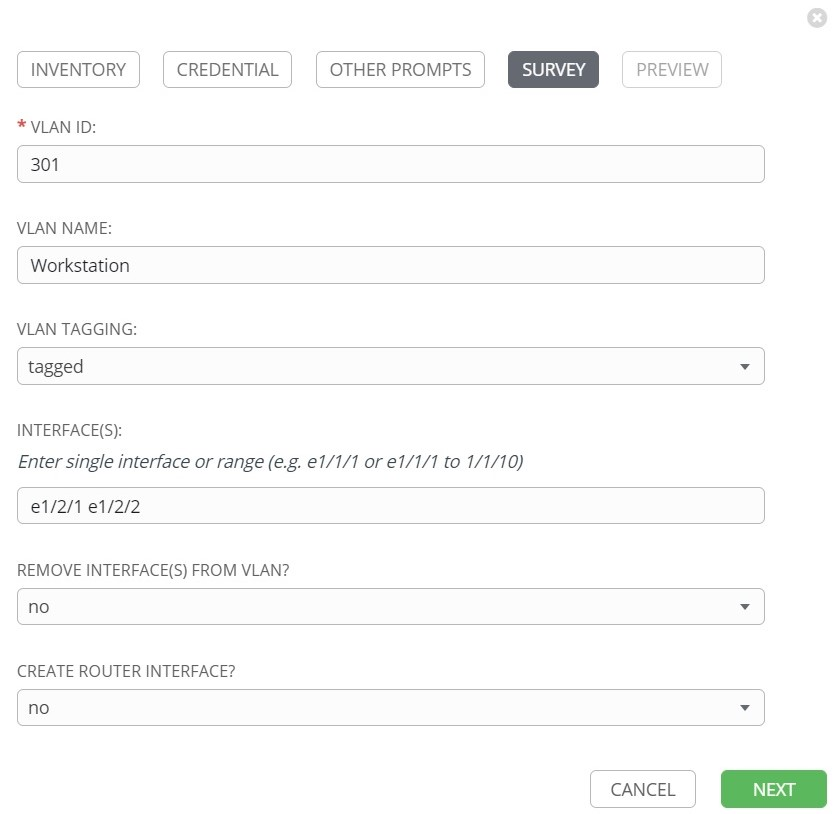 INVENTORY CREDENTIAL OTHER PROMPTS SURVEY PREVIEW
* VLAN ID:
301
VLAN NAME:
Workstation
VLAN TAGGING:
tagged
INTERFACE(S):
Enter single interface or range (e.g. e1/1/1 or e1/1/1 to 1/1/10)
e1/2/1 e1/2/2
REMOVE INTERFACE(S) FROM VLAN?
no
CREATE ROUTER INTERFACE?
no
CANCEL NEXT